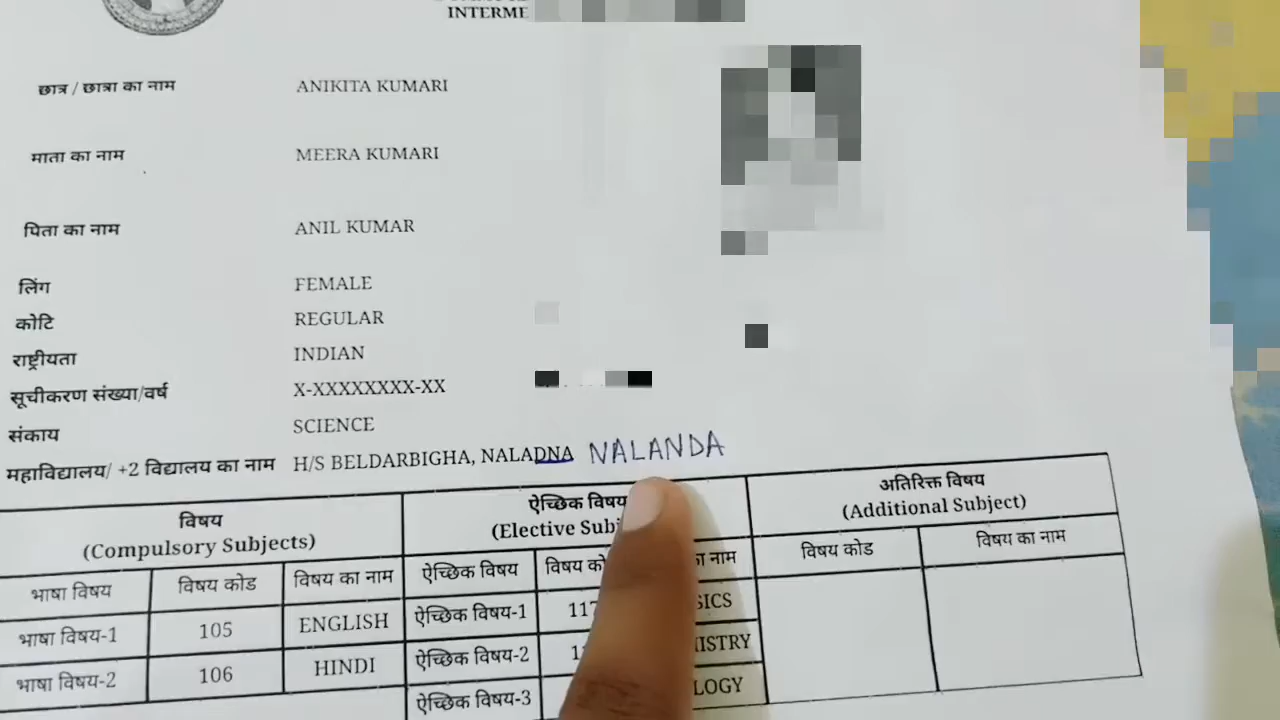 INTERME
छात्र / छात्रा का नाम ANIKITA KUMARI
माता का नाम MEERA KUMARI
पिता का नाम ANIL KUMAR
लिंग FEMALE
कोटि REGULAR
राष्ट्रीयता INDIAN
सूचीकरण संख्या/वर्ष X-XXXXXXXX-XX
संकाय SCIENCE
महाविद्यालय/ +2 विद्यालय का नाम H/S BELDARBIGHA, NALADNA NALANDA
विषय
(Compulsory Subjects)
ऐच्छिक विषय
(Elective Subj
अतिरिक्त विषय
(Additional Subject)
भाषा विषय विषय कोड विषय का नाम ऐच्छिक विषय विषय को ा नाम विषय कोड विषय का नाम
भाषा विषय-1 105 ENGLISH ऐच्छिक विषय-1 117 SICS
भाषा विषय-2 106 HINDI ऐच्छिक विषय-2 1 ISTRY
ऐच्छिक विषय-3 LOGY